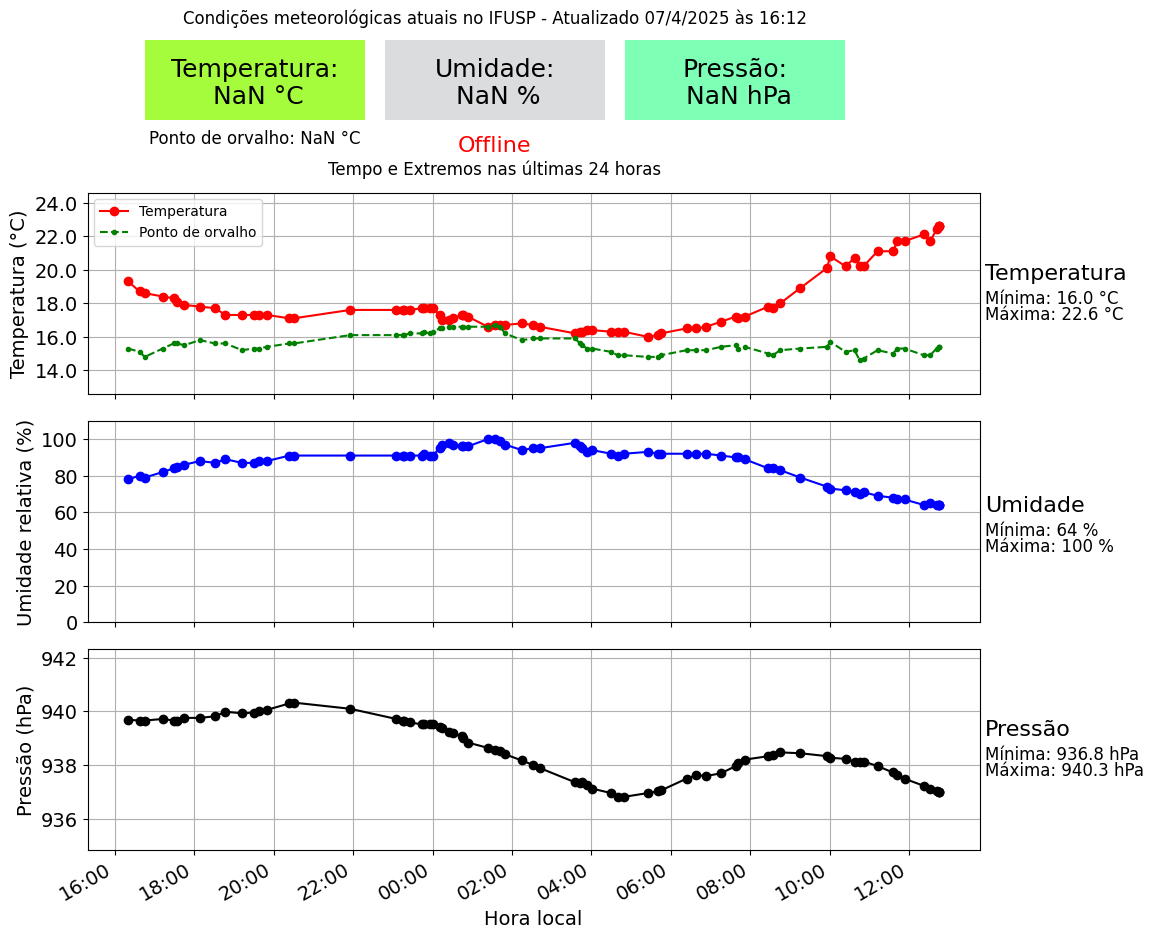 Condições meteorológicas atuais no IFUSP - Atualizado 07/4/2025 às 16:12
Temperatura:
NaN °C
Umidade:
NaN %
Pressão:
NaN hPa
Ponto de orvalho: NaN °C
Offline
Tempo e Extremos nas últimas 24 horas
Temperatura (°C)
24.0
22.0
20.0
18.0
16.0
14.0
Temperatura
Ponto de orvalho
Temperatura
Mínima: 16.0 °C
Máxima: 22.6 °C
Umidade relativa (%)
100
80
60
40
20
0
Umidade
Mínima: 64 %
Máxima: 100 %
Pressão (hPa)
942
940
938
936
Pressão
Mínima: 936.8 hPa
Máxima: 940.3 hPa
16:00 18:00 20:00 22:00 00:00 02:00 04:00 06:00 08:00 10:00 12:00
Hora local